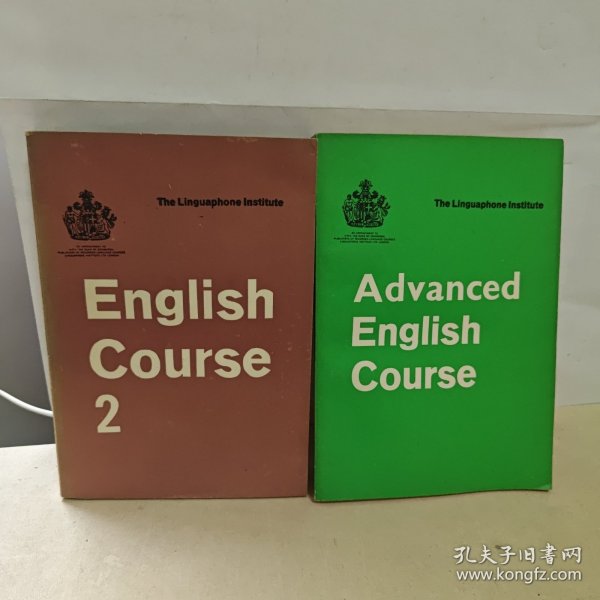 The Linguaphone Institute
English
Course
2
The Linguaphone Institute
Advanced
English
Course
孔夫子旧书网
www.kongfz.com